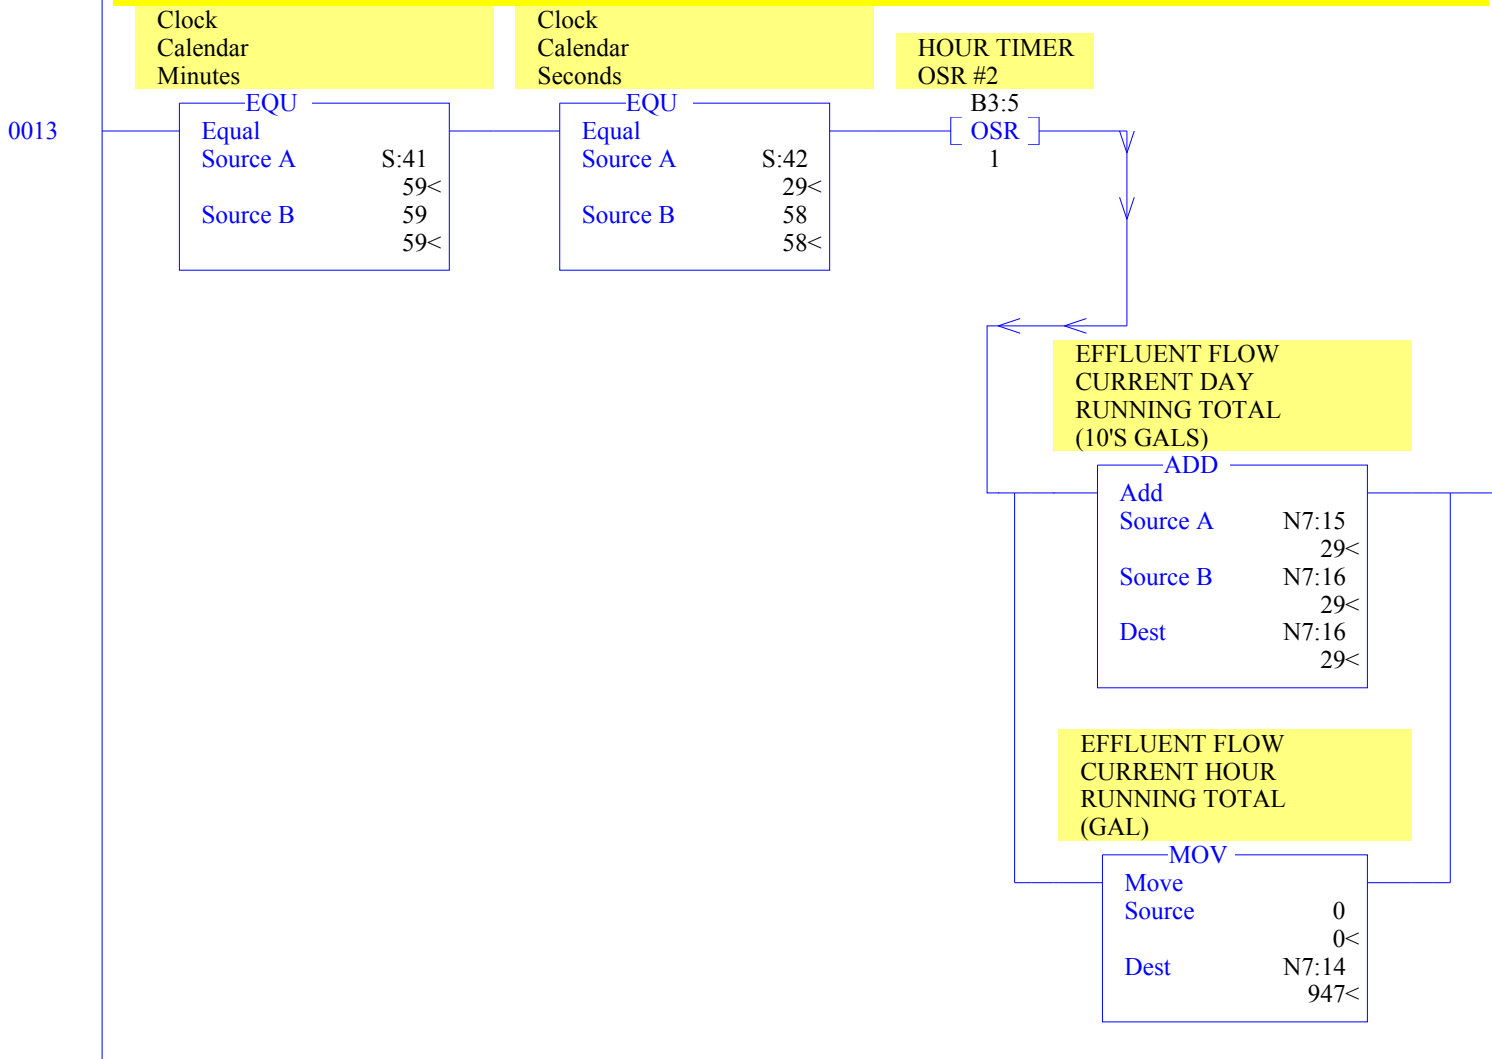 Clock
Calendar
Minutes
Clock
Calendar
Seconds
HOUR TIMER
OSR #2
0013
EQU
Equal
Source A S:41
59<
Source B 59
59<
EQU
Equal
Source A S:42
29<
Source B 58
58<
B3:5
OSR
1
EFFLUENT FLOW
CURRENT DAY
RUNNING TOTAL
(10'S GALS)
ADD
Add
Source A N7:15
29<
Source B N7:16
29<
Dest N7:16
29<
EFFLUENT FLOW
CURRENT HOUR
RUNNING TOTAL
(GAL)
MOV
Move
Source 0
0<
Dest N7:14
947<